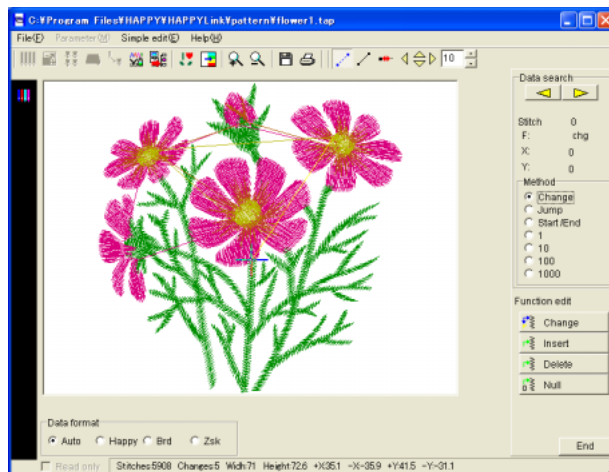 C:¥Program Files¥HAPPY¥HAPPYLink¥pattern¥flower1.tap
File(F) Parameter(M) Simple edit(E) Help(H)
10
Data search
Stitch 0
F: chg
X: 0
Y: 0
Method
Change
Jump
Start/End
1
10
100
1000
Function edit
Change
Insert
Delete
Null
Data format
Auto Happy Brd Zsk
End
Read only Stitches:5908 Changes:5 Widh:71 Height:72.6 +X:35.1 -X:-35.9 +Y:41.5 -Y:-31.1